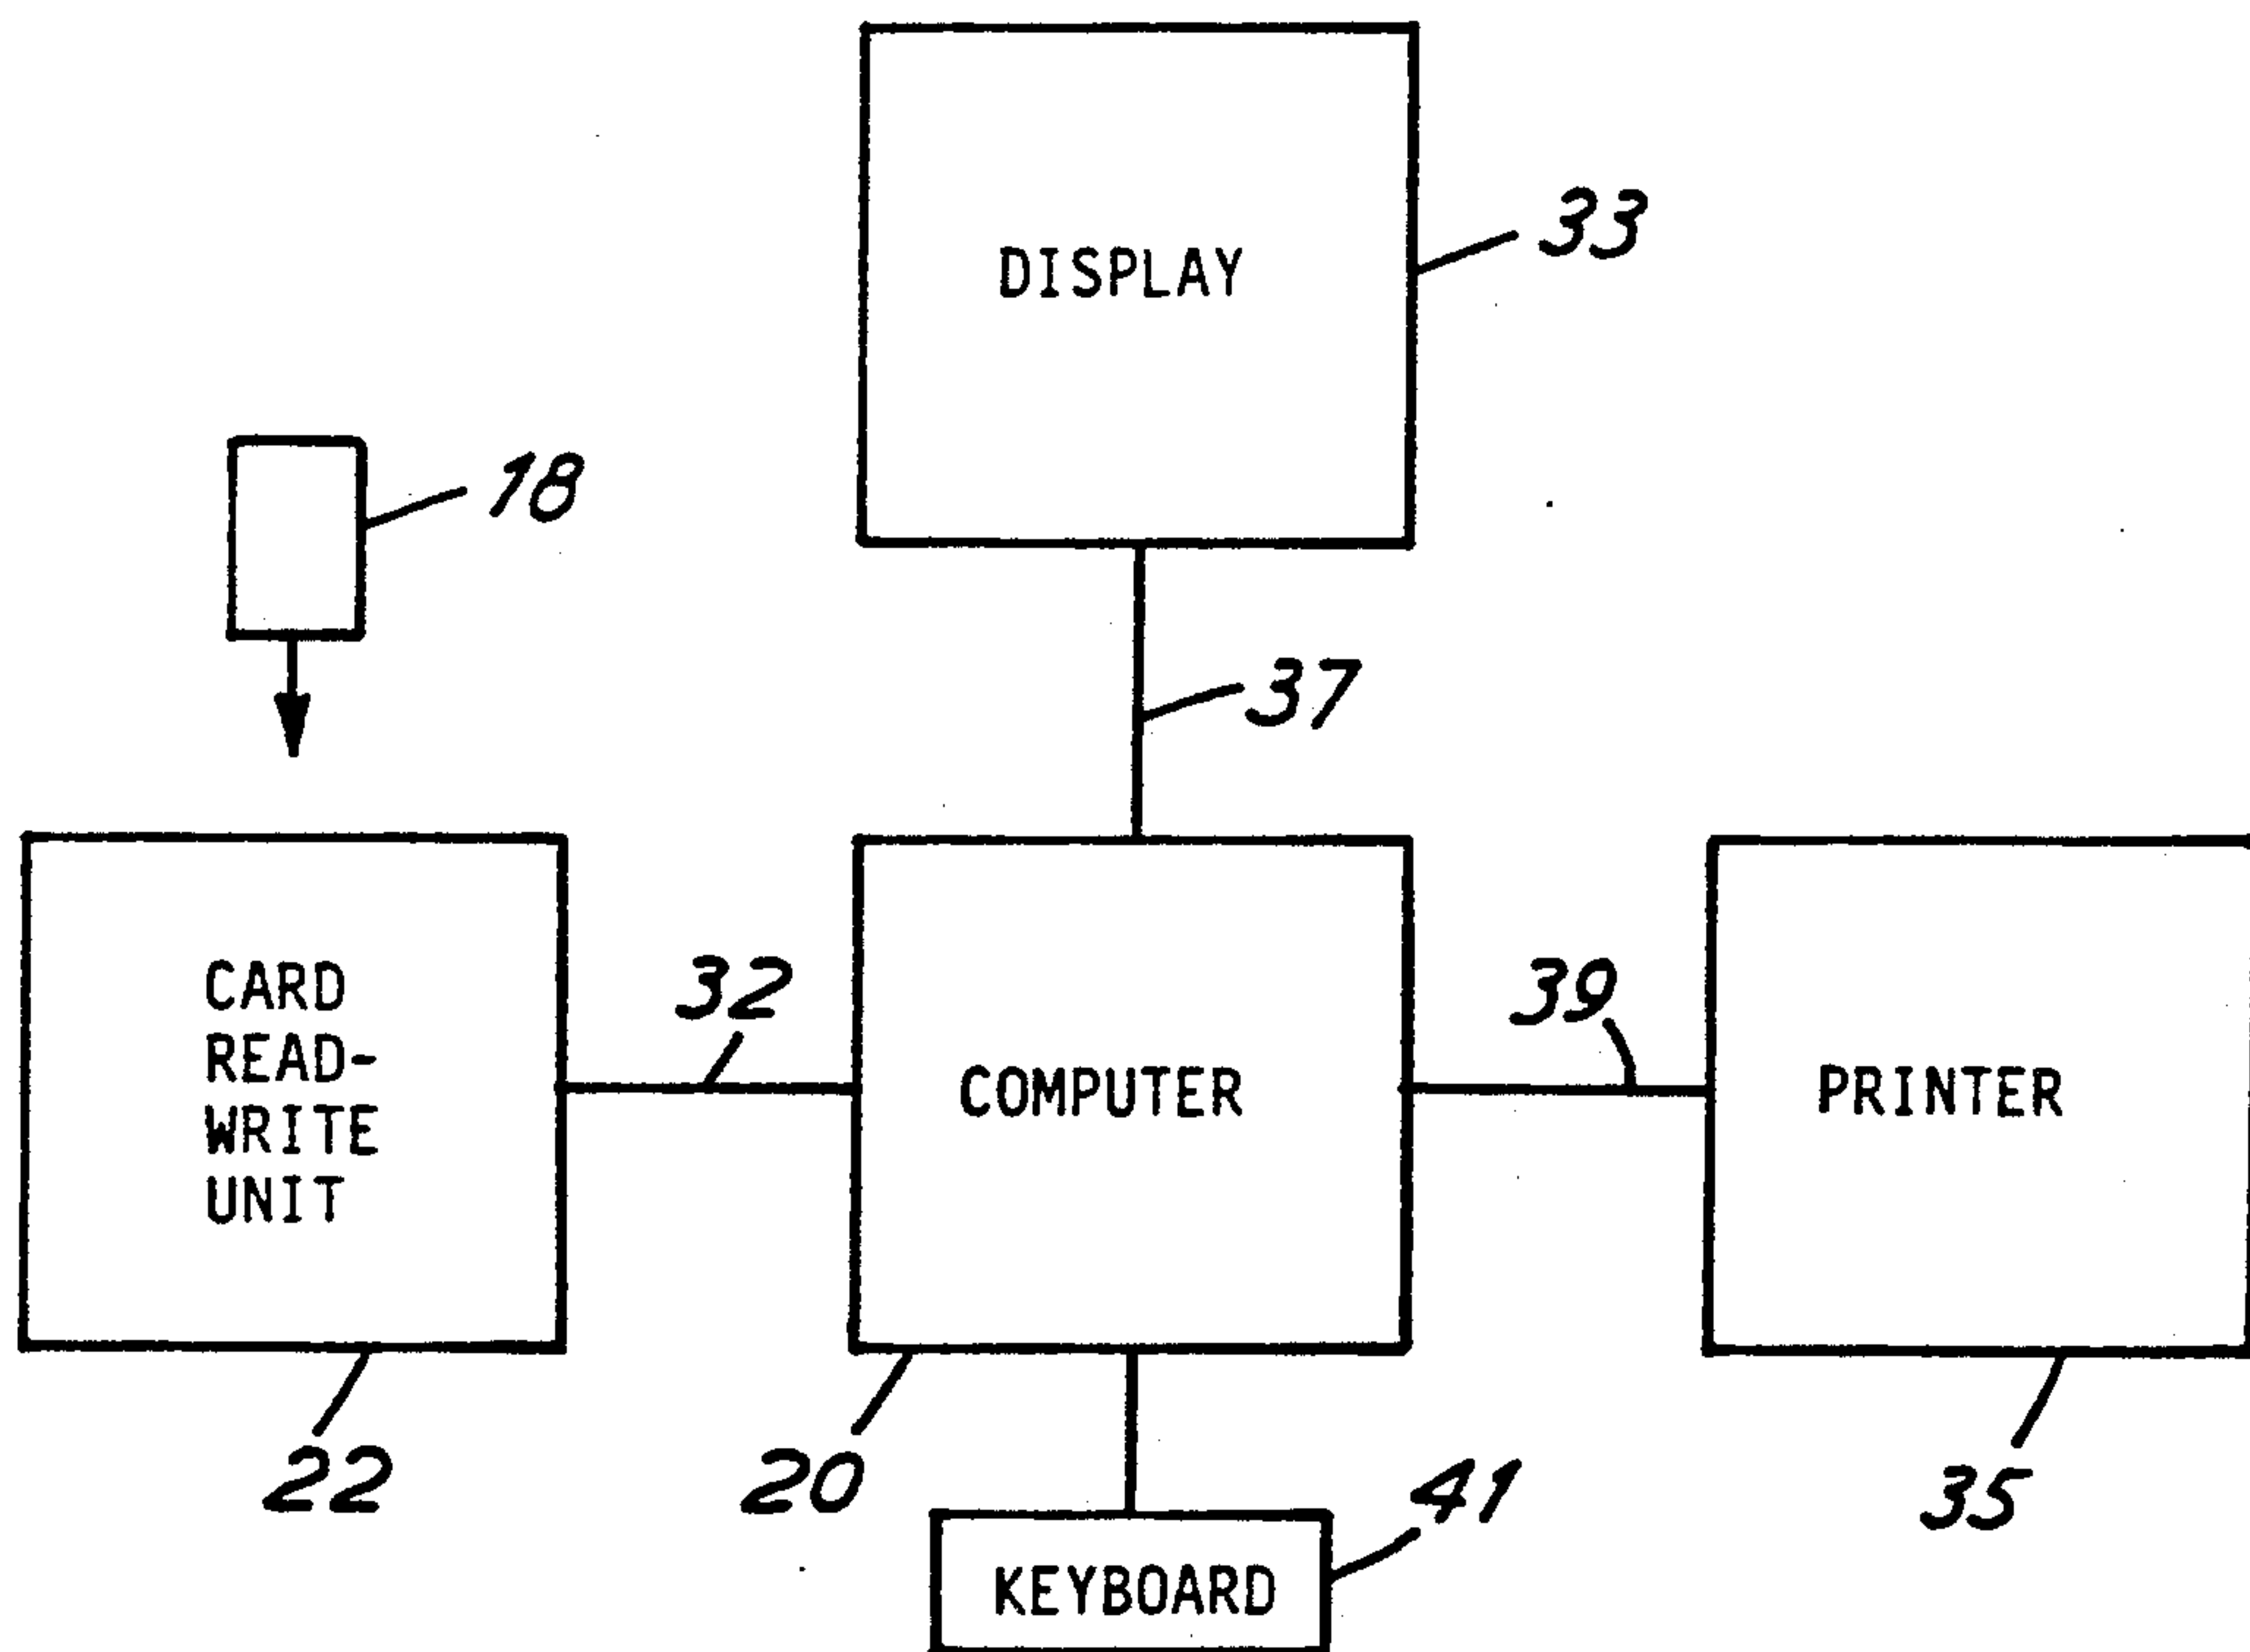 DISPLAY
33
18
37
CARD
READ-
WRITE
UNIT
32
COMPUTER
39
PRINTER
22
20
41
35
KEYBOARD